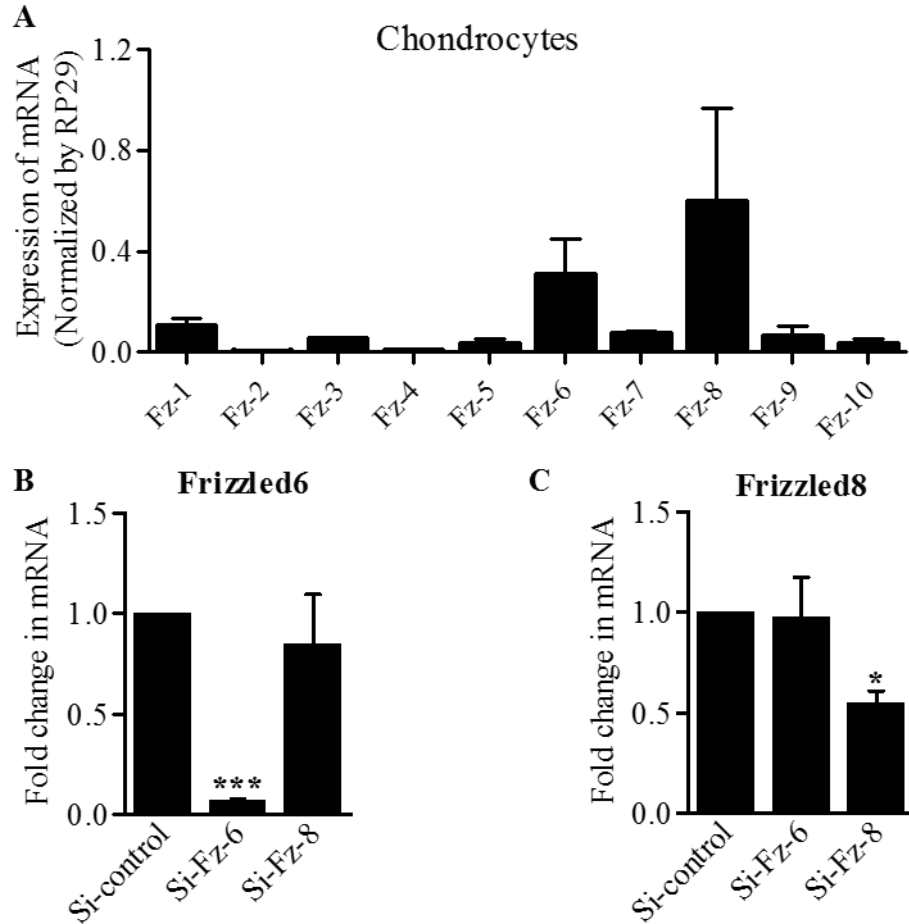 A
Chondrocytes
Expression of mRNA
(Normalized by RP29)
1.2
0.8
0.4
0.0
Fz-1
Fz-2
Fz-3
Fz-4
Fz-5
Fz-6
Fz-7
Fz-8
Fz-9
Fz-10
B
Frizzled6
Fold change in mRNA
1.5
1.0
0.5
0.0
***
Si-control
Si-Fz-6
Si-Fz-8
C
Frizzled8
Fold change in mRNA
1.5
1.0
0.5
0.0
*
Si-control
Si-Fz-6
Si-Fz-8